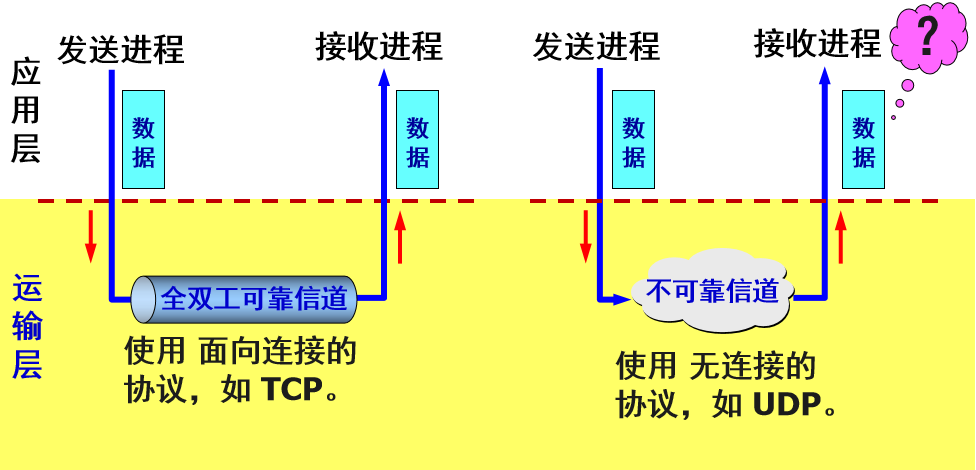 发送进程
接收进程
发送进程
接收进程
?
应用层
数据
数据
数据
数据
运输层
全双工可靠信道
不可靠信道
使用 面向连接的
协议，如 TCP。
使用 无连接的
协议，如 UDP。